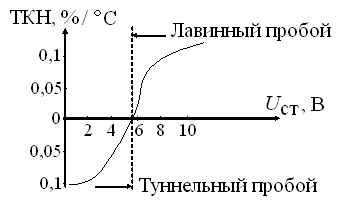 ТКН, %/ °С
Лавинный пробой
0,1
0,05
Uст, В
0
2 4 6 8 10
0,05
0,1
Туннельный пробой